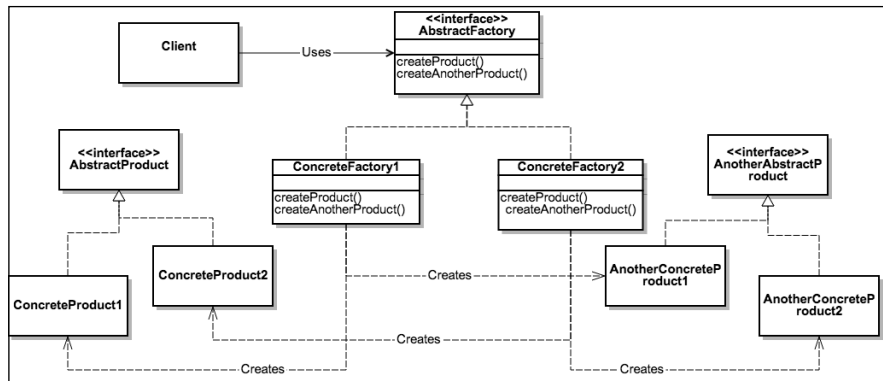 <<interface>>
AbstractFactory
Client
Uses
createProduct()
createAnotherProduct()
<<interface>>
AbstractProduct
ConcreteFactory1
createProduct()
createAnotherProduct()
ConcreteFactory2
createProduct()
createAnotherProduct()
<<interface>>
AnotherAbstractP
roduct
ConcreteProduct1
ConcreteProduct2
Creates
AnotherConcreteP
roduct1
AnotherConcreteP
roduct2
Creates
Creates
Creates